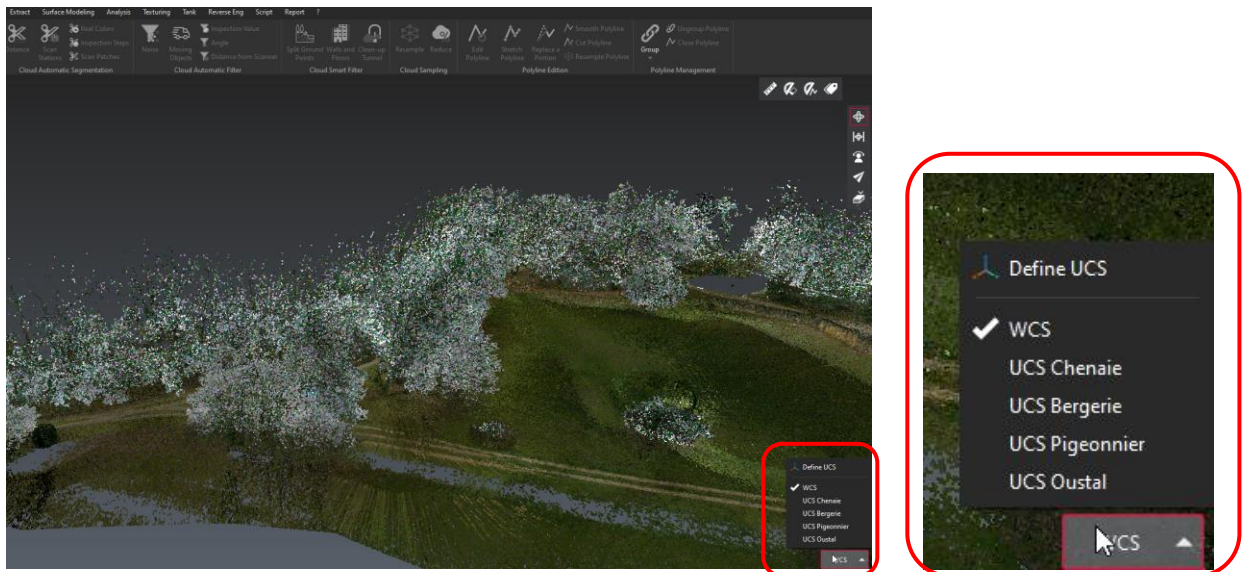 Extract Surface Modeling Analysis Texturing Tank Reverse Eng Script Report ?
Distance
Scan Stations
Real Colors
Inspection Steps
Scan Patches
Cloud Automatic Segmentation
Noise
Moving Objects
Inspection Value
Angle
Distance from Scanner
Cloud Automatic Filter
Split Ground Points
Walls and Floors
Clean-up Tunnel
Cloud Smart Filter
Resample
Reduce
Cloud Sampling
Edit Polyline
Stretch Polyline
Replace a Portion
Smooth Polyline
Cut Polyline
Resample Polyline
Polyline Edition
Group
Ungroup Polyline
Close Polyline
Polyline Management
Define UCS
WCS
UCS Chenaie
UCS Bergerie
UCS Pigeonnier
UCS Oustal
WCS
Define UCS
WCS
UCS Chenaie
UCS Bergerie
UCS Pigeonnier
UCS Oustal
WCS